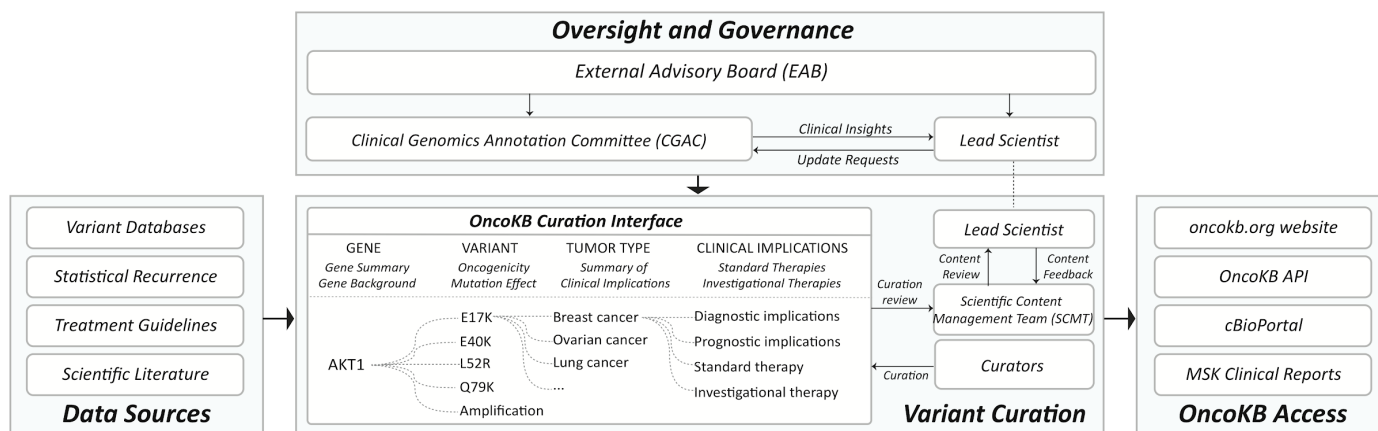 Oversight and Governance
External Advisory Board (EAB)
Clinical Genomics Annotation Committee (CGAC)
Clinical Insights
Update Requests
Lead Scientist
Variant Databases
Statistical Recurrence
Treatment Guidelines
Scientific Literature
Data Sources
OncoKB Curation Interface
GENE
Gene Summary
Gene Background
VARIANT
Oncogenicity
Mutation Effect
TUMOR TYPE
Summary of
Clinical Implications
CLINICAL IMPLICATIONS
Standard Therapies
Investigational Therapies
AKT1
E17K
E40K
L52R
Q79K
Amplification
Breast cancer
Ovarian cancer
Lung cancer
...
Diagnostic implications
Prognostic implications
Standard therapy
Investigational therapy
Curation
review
Curation
Lead Scientist
Content
Review
Content
Feedback
Scientific Content
Management Team (SCMT)
Curators
Variant Curation
oncokb.org website
OncoKB API
cBioPortal
MSK Clinical Reports
OncoKB Access